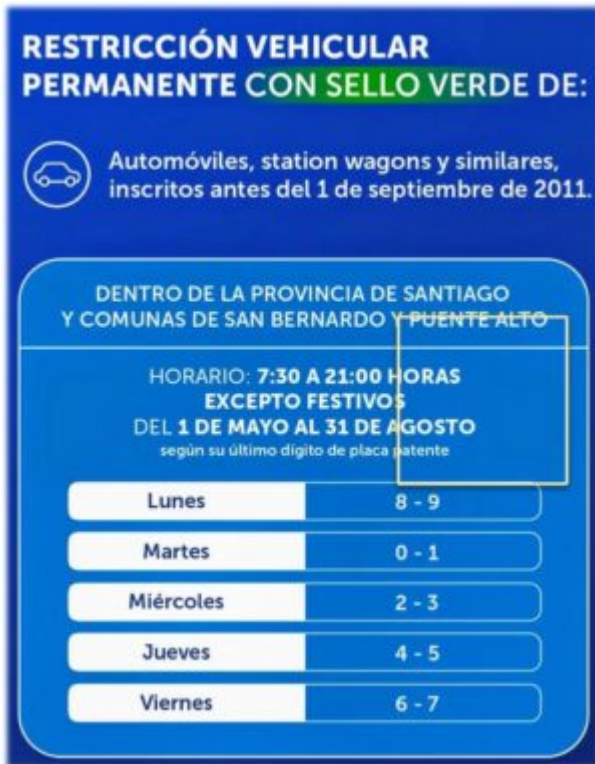 RESTRICCIÓN VEHICULAR
PERMANENTE CON SELLO VERDE DE:
Automóviles, station wagons y similares,
inscritos antes del 1 de septiembre de 2011.
DENTRO DE LA PROVINCIA DE SANTIAGO
Y COMUNAS DE SAN BERNARDO Y PUENTE ALTO
HORARIO: 7:30 A 21:00 HORAS
EXCEPTO FESTIVOS
DEL 1 DE MAYO AL 31 DE AGOSTO
según su último dígito de placa patente
Lunes 8 - 9
Martes 0 - 1
Miércoles 2 - 3
Jueves 4 - 5
Viernes 6 - 7